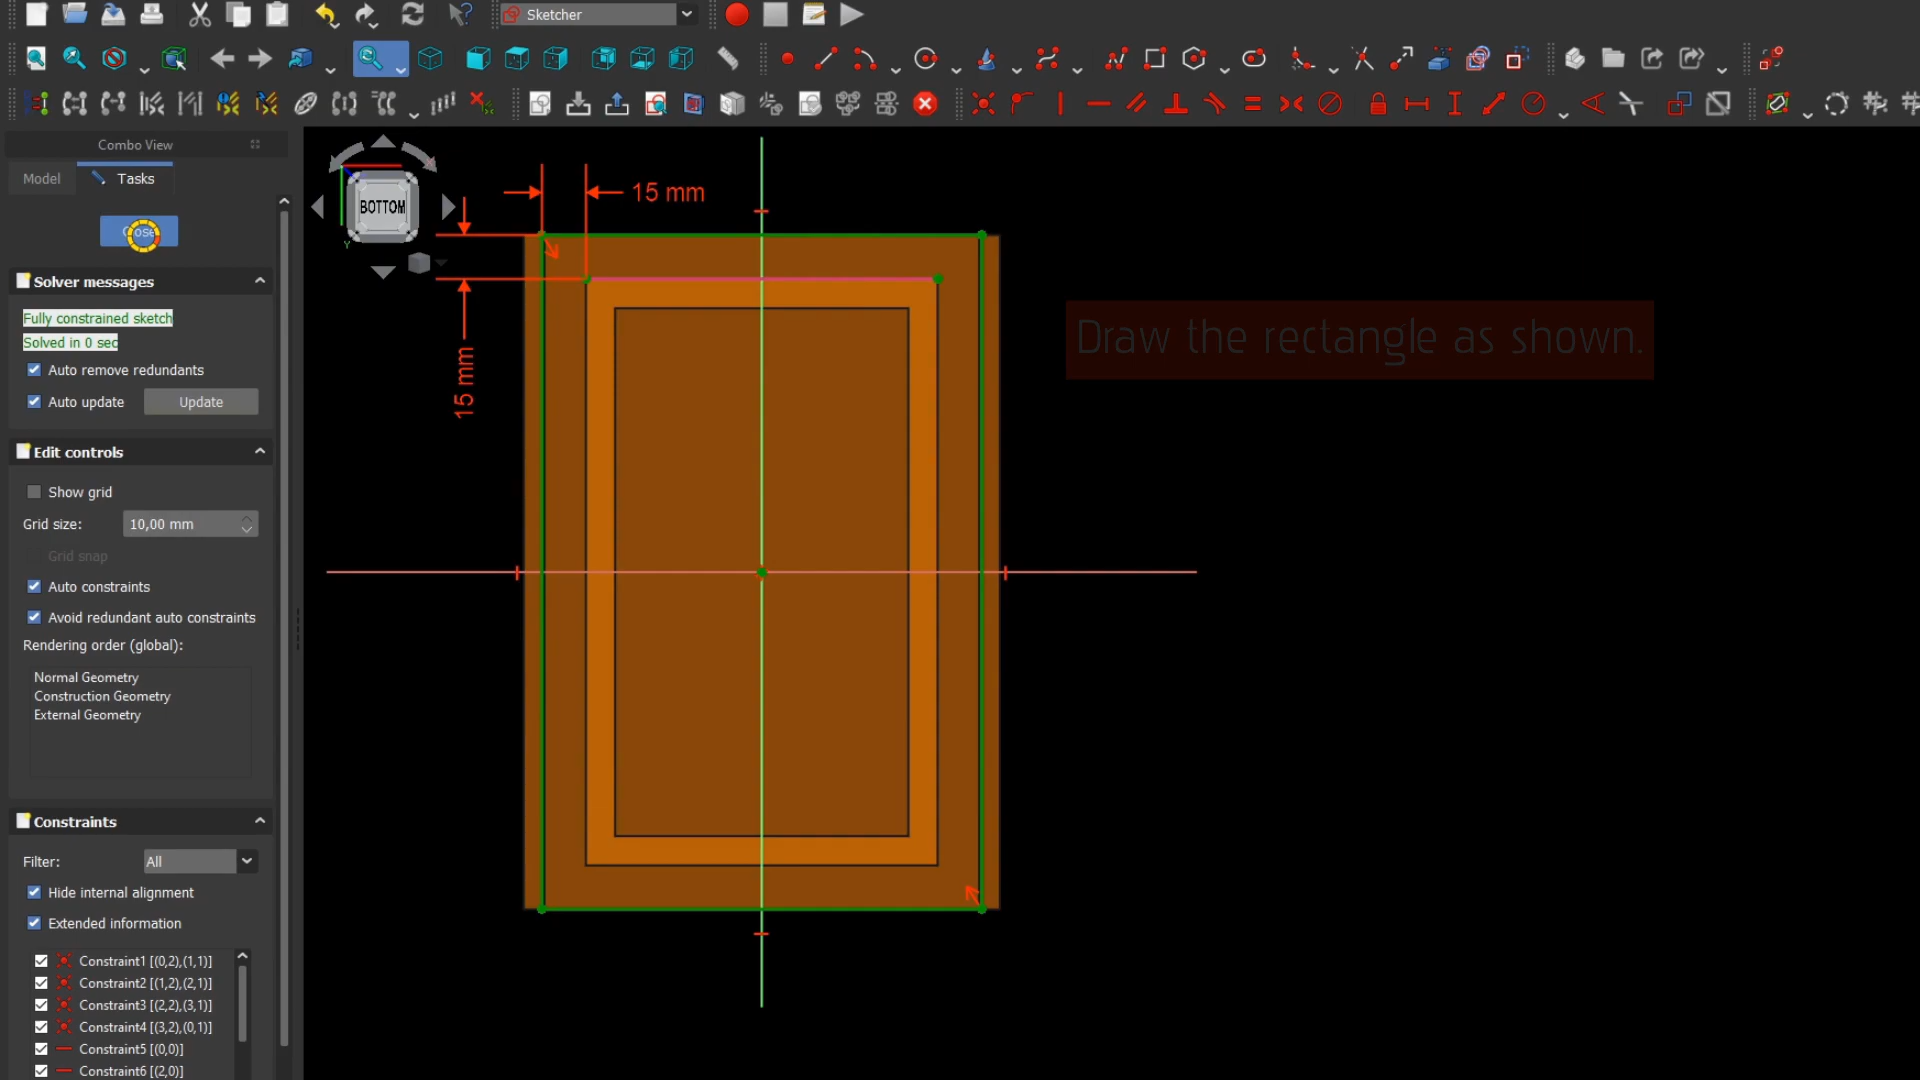 Sketcher
Combo View
Model
Tasks
Close
Solver messages
Fully constrained sketch
Solved in 0 sec
Auto remove redundants
Auto update
Update
Edit controls
Show grid
Grid size:
10,00 mm
Grid snap
Auto constraints
Avoid redundant auto constraints
Rendering order (global):
Normal Geometry
Construction Geometry
External Geometry
Constraints
Filter:
All
Hide internal alignment
Extended information
Constraint1 [(0,2),(1,1)]
Constraint2 [(1,2),(2,1)]
Constraint3 [(2,2),(3,1)]
Constraint4 [(3,2),(0,1)]
Constraint5 [(0,0)]
Constraint6 [(2,0)]
BOTTOM
Y
15 mm
15 mm
Draw the rectangle as shown.